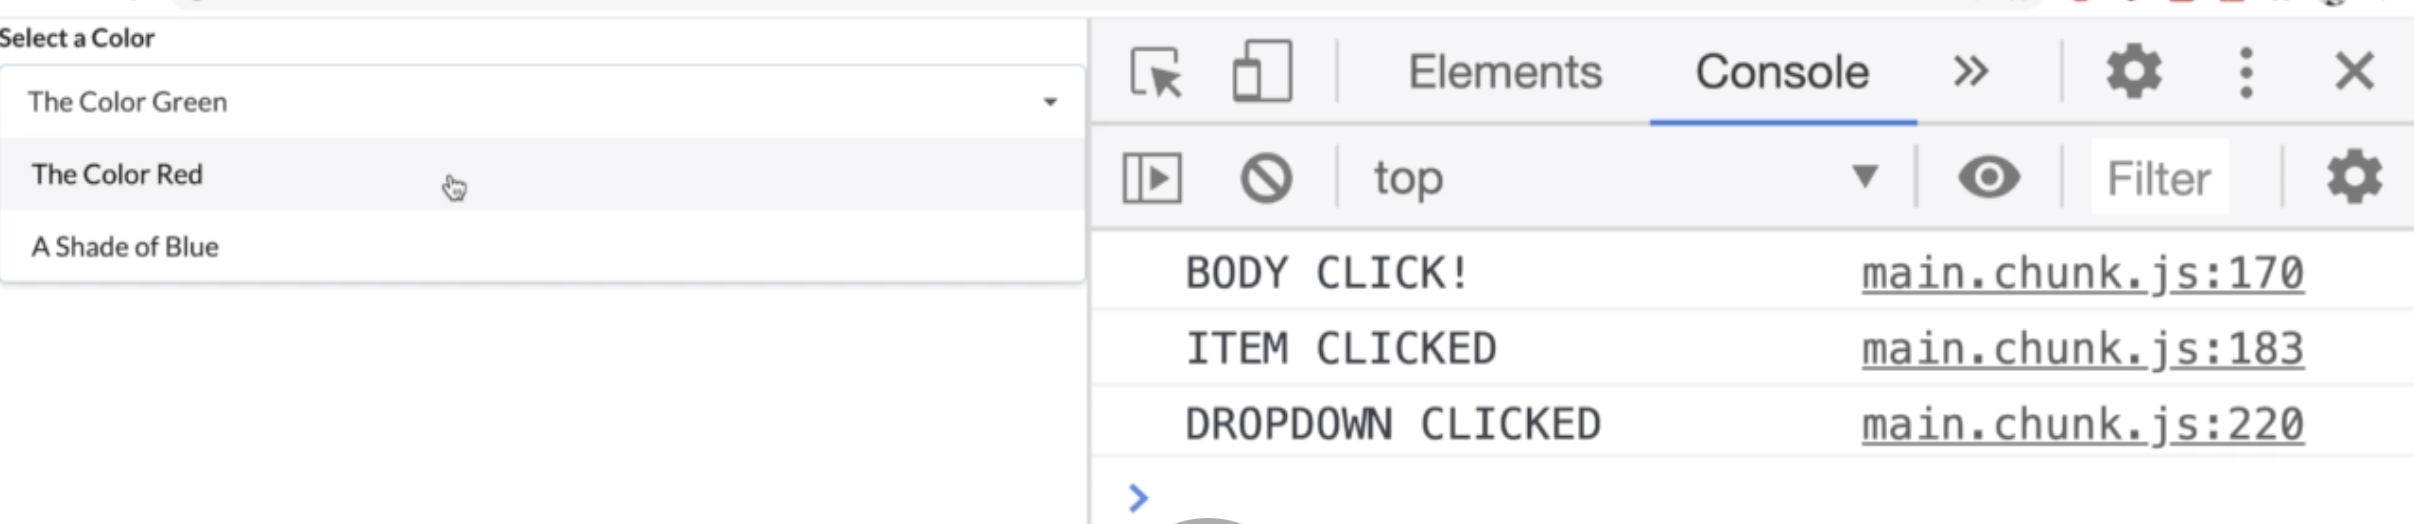 Select a Color
The Color Green
The Color Red
A Shade of Blue
Elements Console
top Filter
BODY CLICK! main.chunk.js:170
ITEM CLICKED main.chunk.js:183
DROPDOWN CLICKED main.chunk.js:220